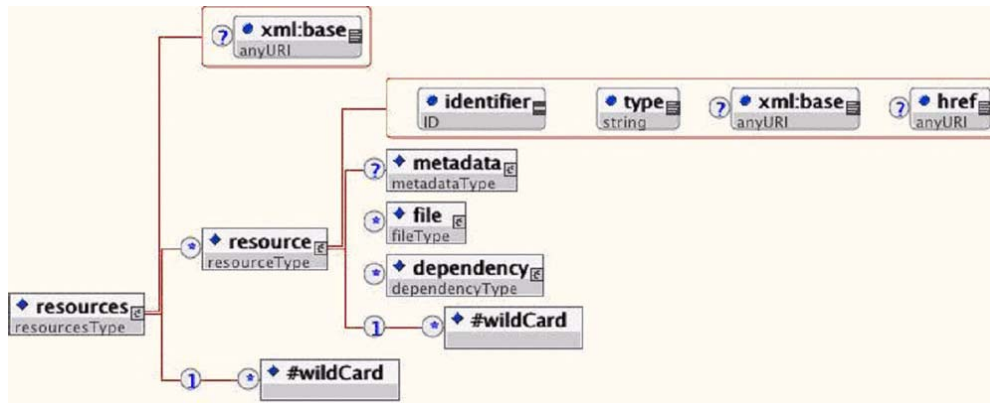 ? xml:base
anyURI
identifier
ID
type
string
? xml:base
anyURI
? href
anyURI
? metadata
metadataType
* file
fileType
* resource
resourceType
* dependency
dependencyType
resources
resourcesType
1 * #wildCard
1 * #wildCard